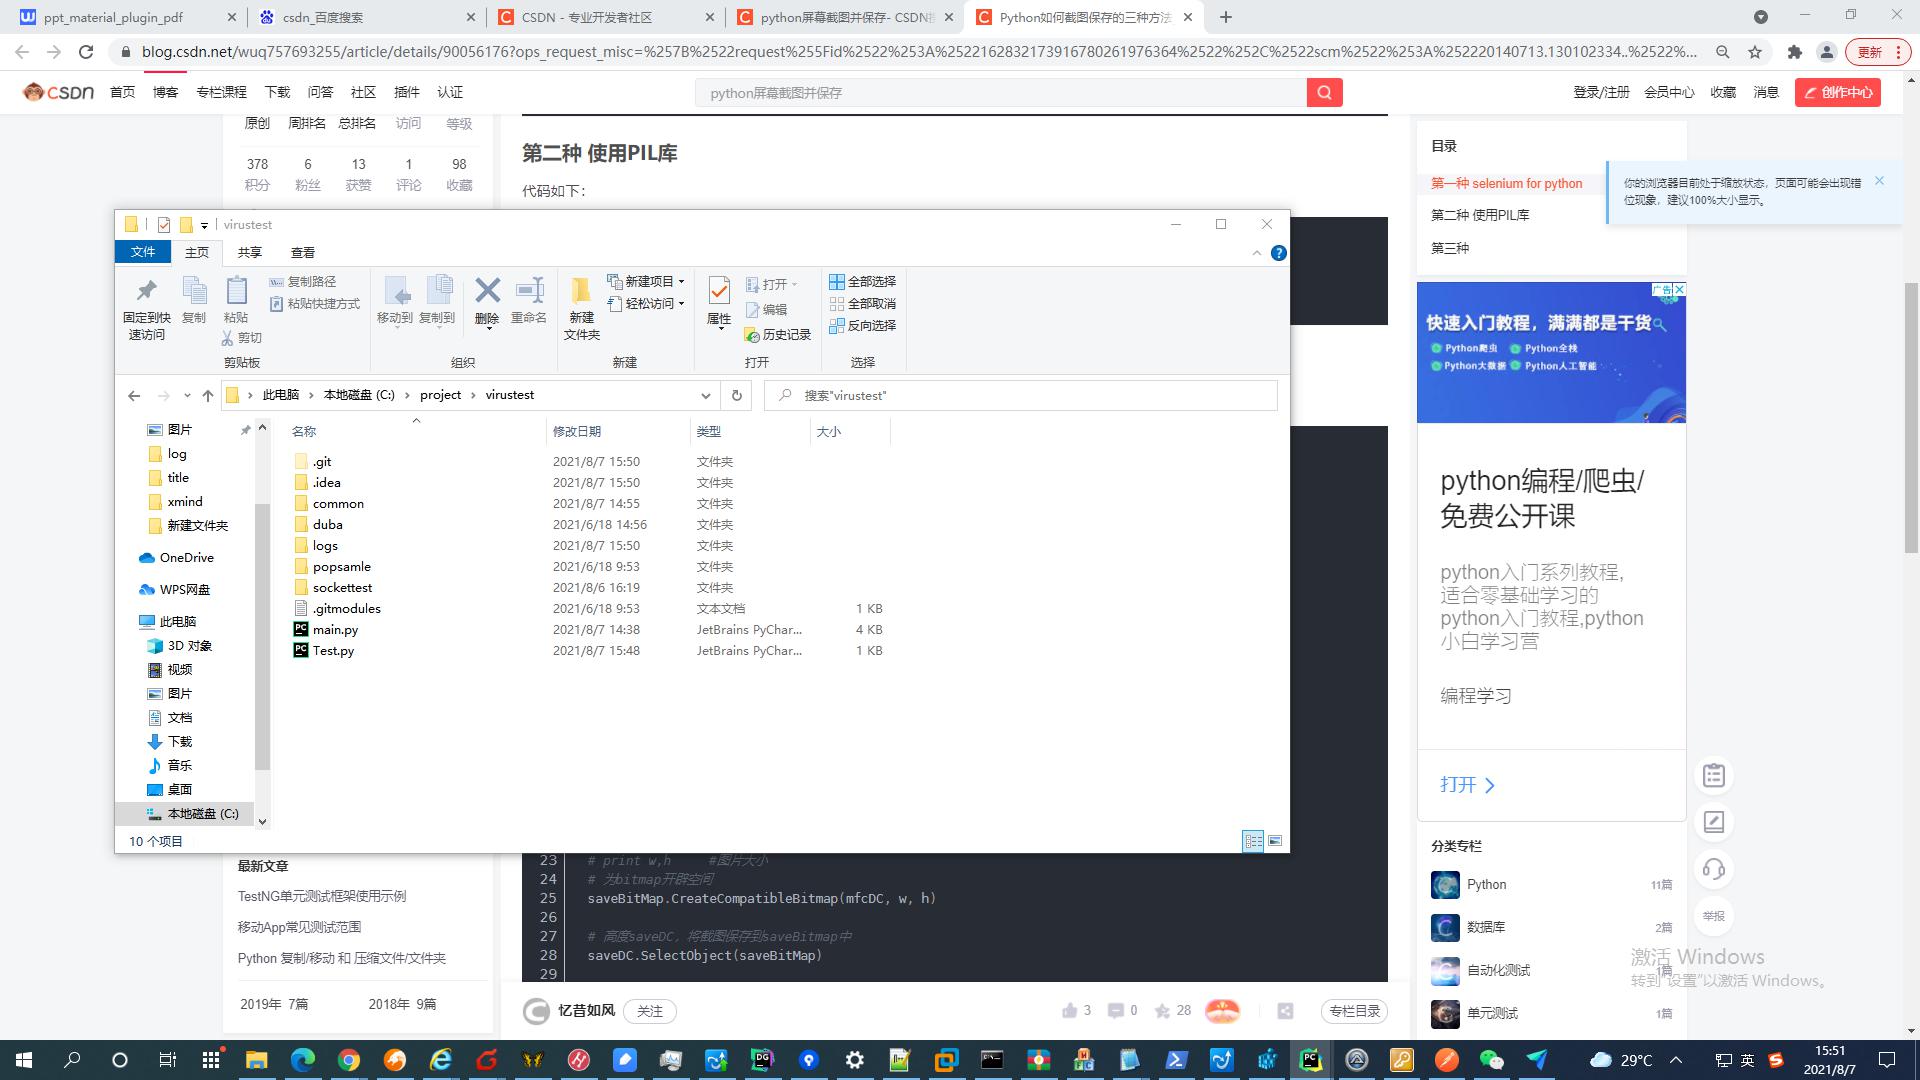 ppt_material_plugin_pdf
csdn_百度搜索
CSDN - 专业开发者社区
python屏幕截图并保存- CSDN
Python如何截图保存的三种方法
blog.csdn.net/wuq757693255/article/details/90056176?ops_request_misc=%257B%2522request%255Fid%2522%253A%2522162832173916780261976364%2522%252C%2522scm%2522%253A%252220140713.130102334..%2522%...
更新
CSDN 首页 博客 专栏课程 下载 问答 社区 插件 认证
python屏幕截图并保存
登录/注册 会员中心 收藏 消息 创作中心
原创 周排名 总排名 访问 等级
378 6 13 1 98
积分 粉丝 获赞 评论 收藏
第二种 使用PIL库
代码如下：
目录
第一种 selenium for python
第二种 使用PIL库
第三种
你的浏览器目前处于缩放状态，页面可能会出现错
位现象，建议100%大小显示。
virustest
文件 主页 共享 查看
固定到快
速访问
复制
粘贴
复制路径
粘贴快捷方式
剪切
剪贴板
移动到 复制到 删除 重命名
组织
新建
文件夹
新建项目
轻松访问
新建
属性
打开
编辑
历史记录
打开
全部选择
全部取消
反向选择
选择
此电脑 本地磁盘 (C:) project virustest
搜索"virustest"
图片
log
title
xmind
新建文件夹
OneDrive
WPS网盘
此电脑
3D 对象
视频
图片
文档
下载
音乐
桌面
本地磁盘 (C:)
名称 修改日期 类型 大小
.git 2021/8/7 15:50 文件夹
.idea 2021/8/7 15:50 文件夹
common 2021/8/7 14:55 文件夹
duba 2021/6/18 14:56 文件夹
logs 2021/8/7 15:50 文件夹
popsamle 2021/6/18 9:53 文件夹
sockettest 2021/8/6 16:19 文件夹
.gitmodules 2021/6/18 9:53 文本文档 1 KB
main.py 2021/8/7 14:38 JetBrains PyChar... 4 KB
Test.py 2021/8/7 15:48 JetBrains PyChar... 1 KB
10 个项目
广告
快速入门教程，满满都是干货
Python爬虫 Python全栈
Python大数据 Python人工智能
python编程/爬虫/
免费公开课
python入门系列教程,
适合零基础学习的
python入门教程,python
小白学习营
编程学习
打开
分类专栏
Python 11篇
数据库 2篇
自动化测试 1篇
单元测试 1篇
举报
最新文章
TestNG单元测试框架使用示例
移动App常见测试范围
Python 复制/移动 和 压缩文件/文件夹
2019年 7篇 2018年 9篇
23 # print w,h #图片大小
24 # 为bitmap开辟空间
25 saveBitMap.CreateCompatibleBitmap(mfcDC, w, h)
26
27 # 高度saveDC，将截图保存到saveBitmap中
28 saveDC.SelectObject(saveBitMap)
29
忆昔如风 关注
3 0 28
专栏目录
激活 Windows
转到"设置"以激活 Windows。
29°C 英
15:51
2021/8/7